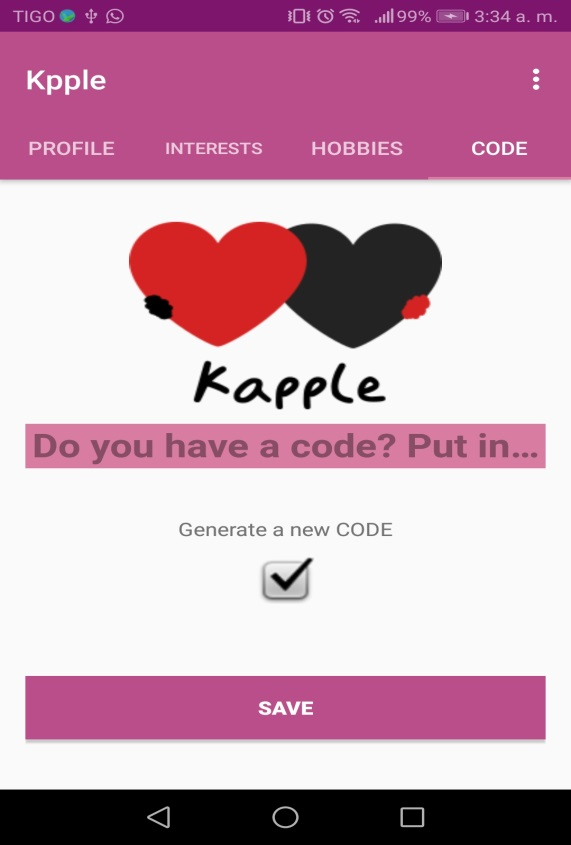 TIGO 99% 3:34 a. m.
Kpple
PROFILE INTERESTS HOBBIES CODE
Kapple
Do you have a code? Put in...
Generate a new CODE
SAVE